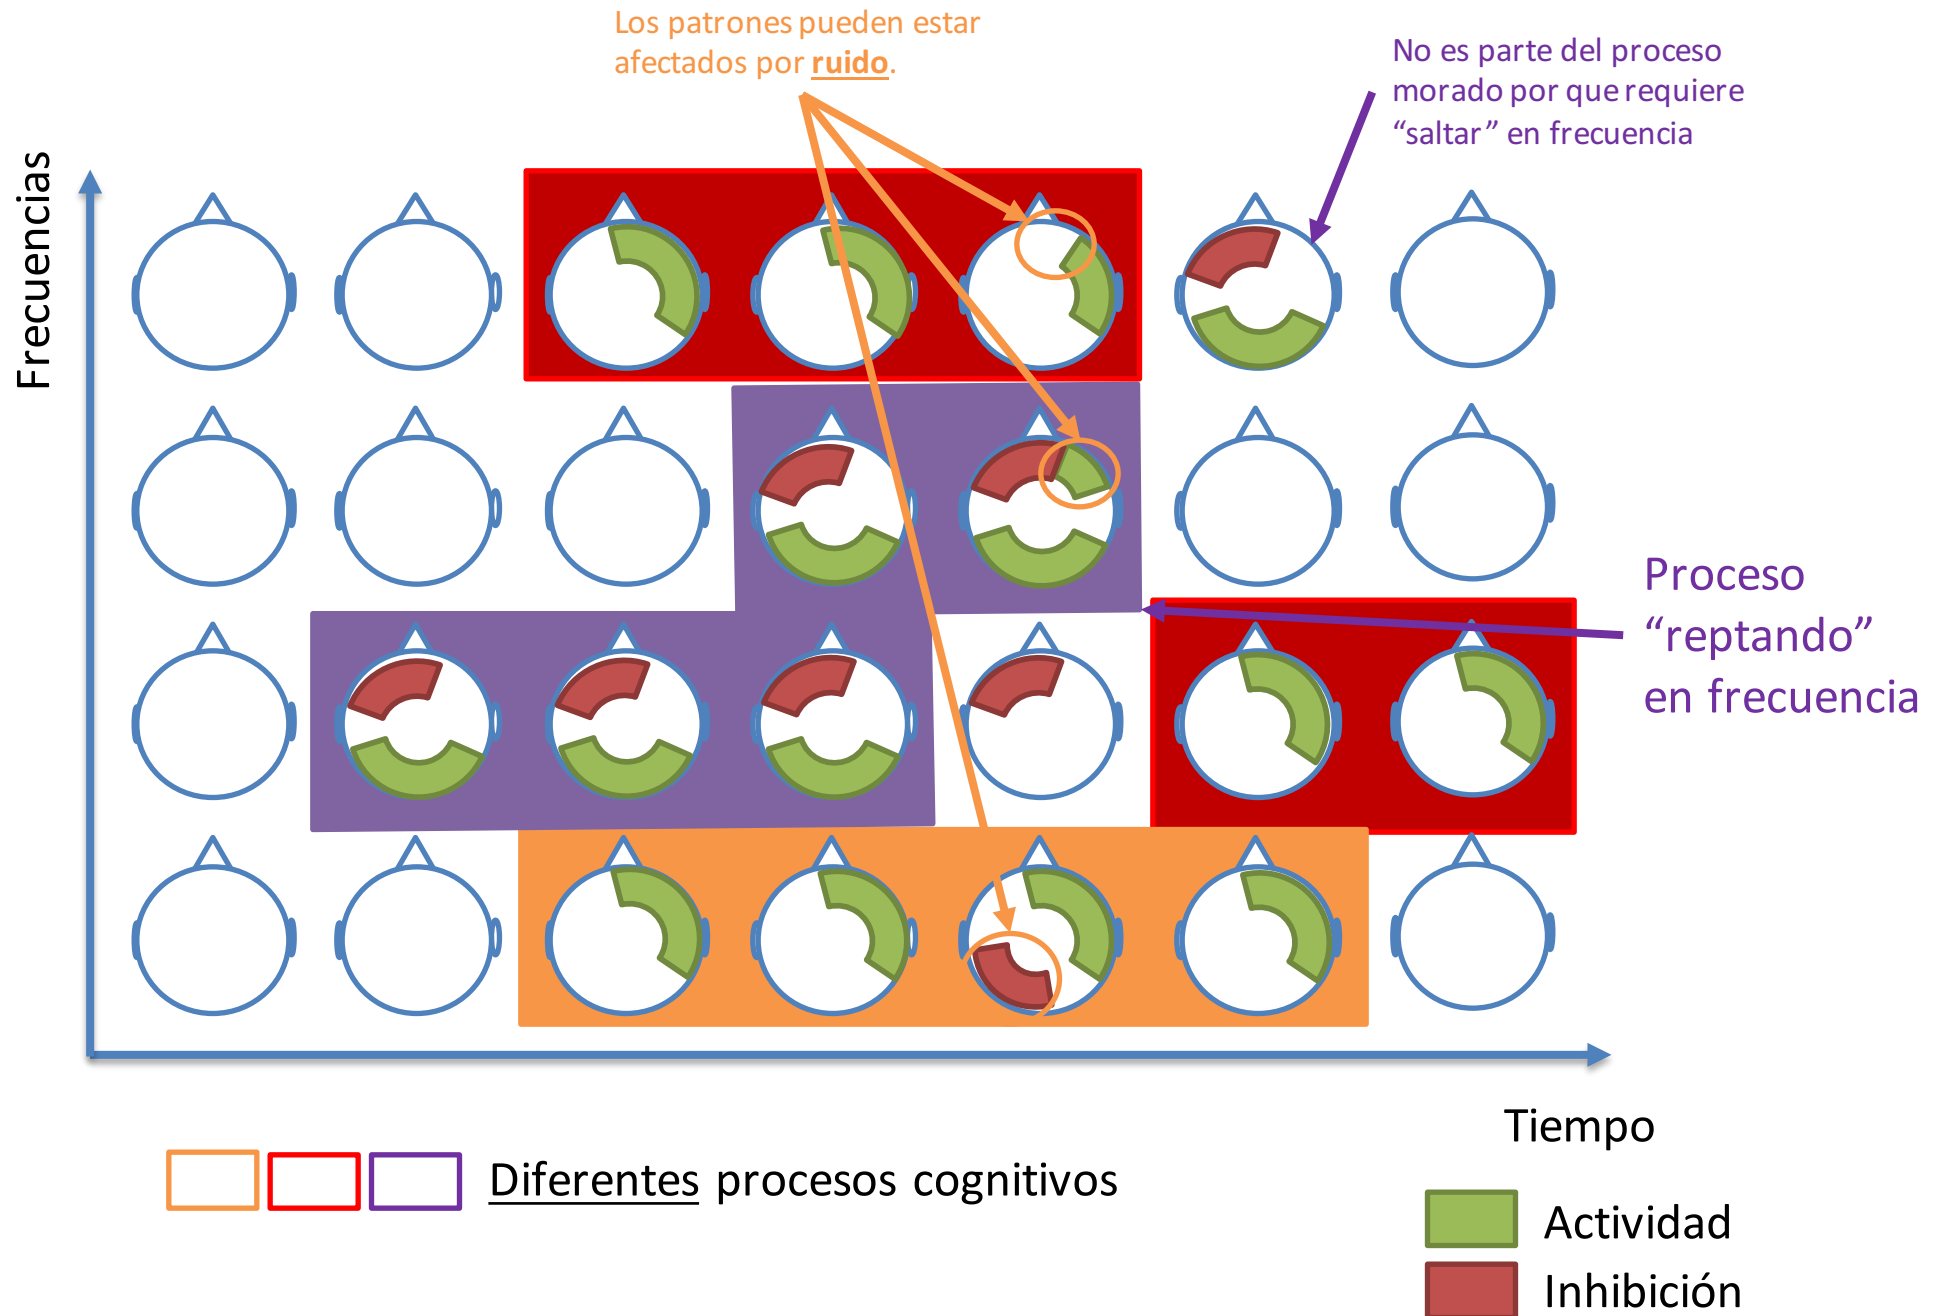 Los patrones pueden estar
afectados por ruido.
No es parte del proceso
morado por que requiere
“saltar” en frecuencia
Frecuencias
Proceso
“reptando”
en frecuencia
Tiempo
Diferentes procesos cognitivos
Actividad
Inhibición